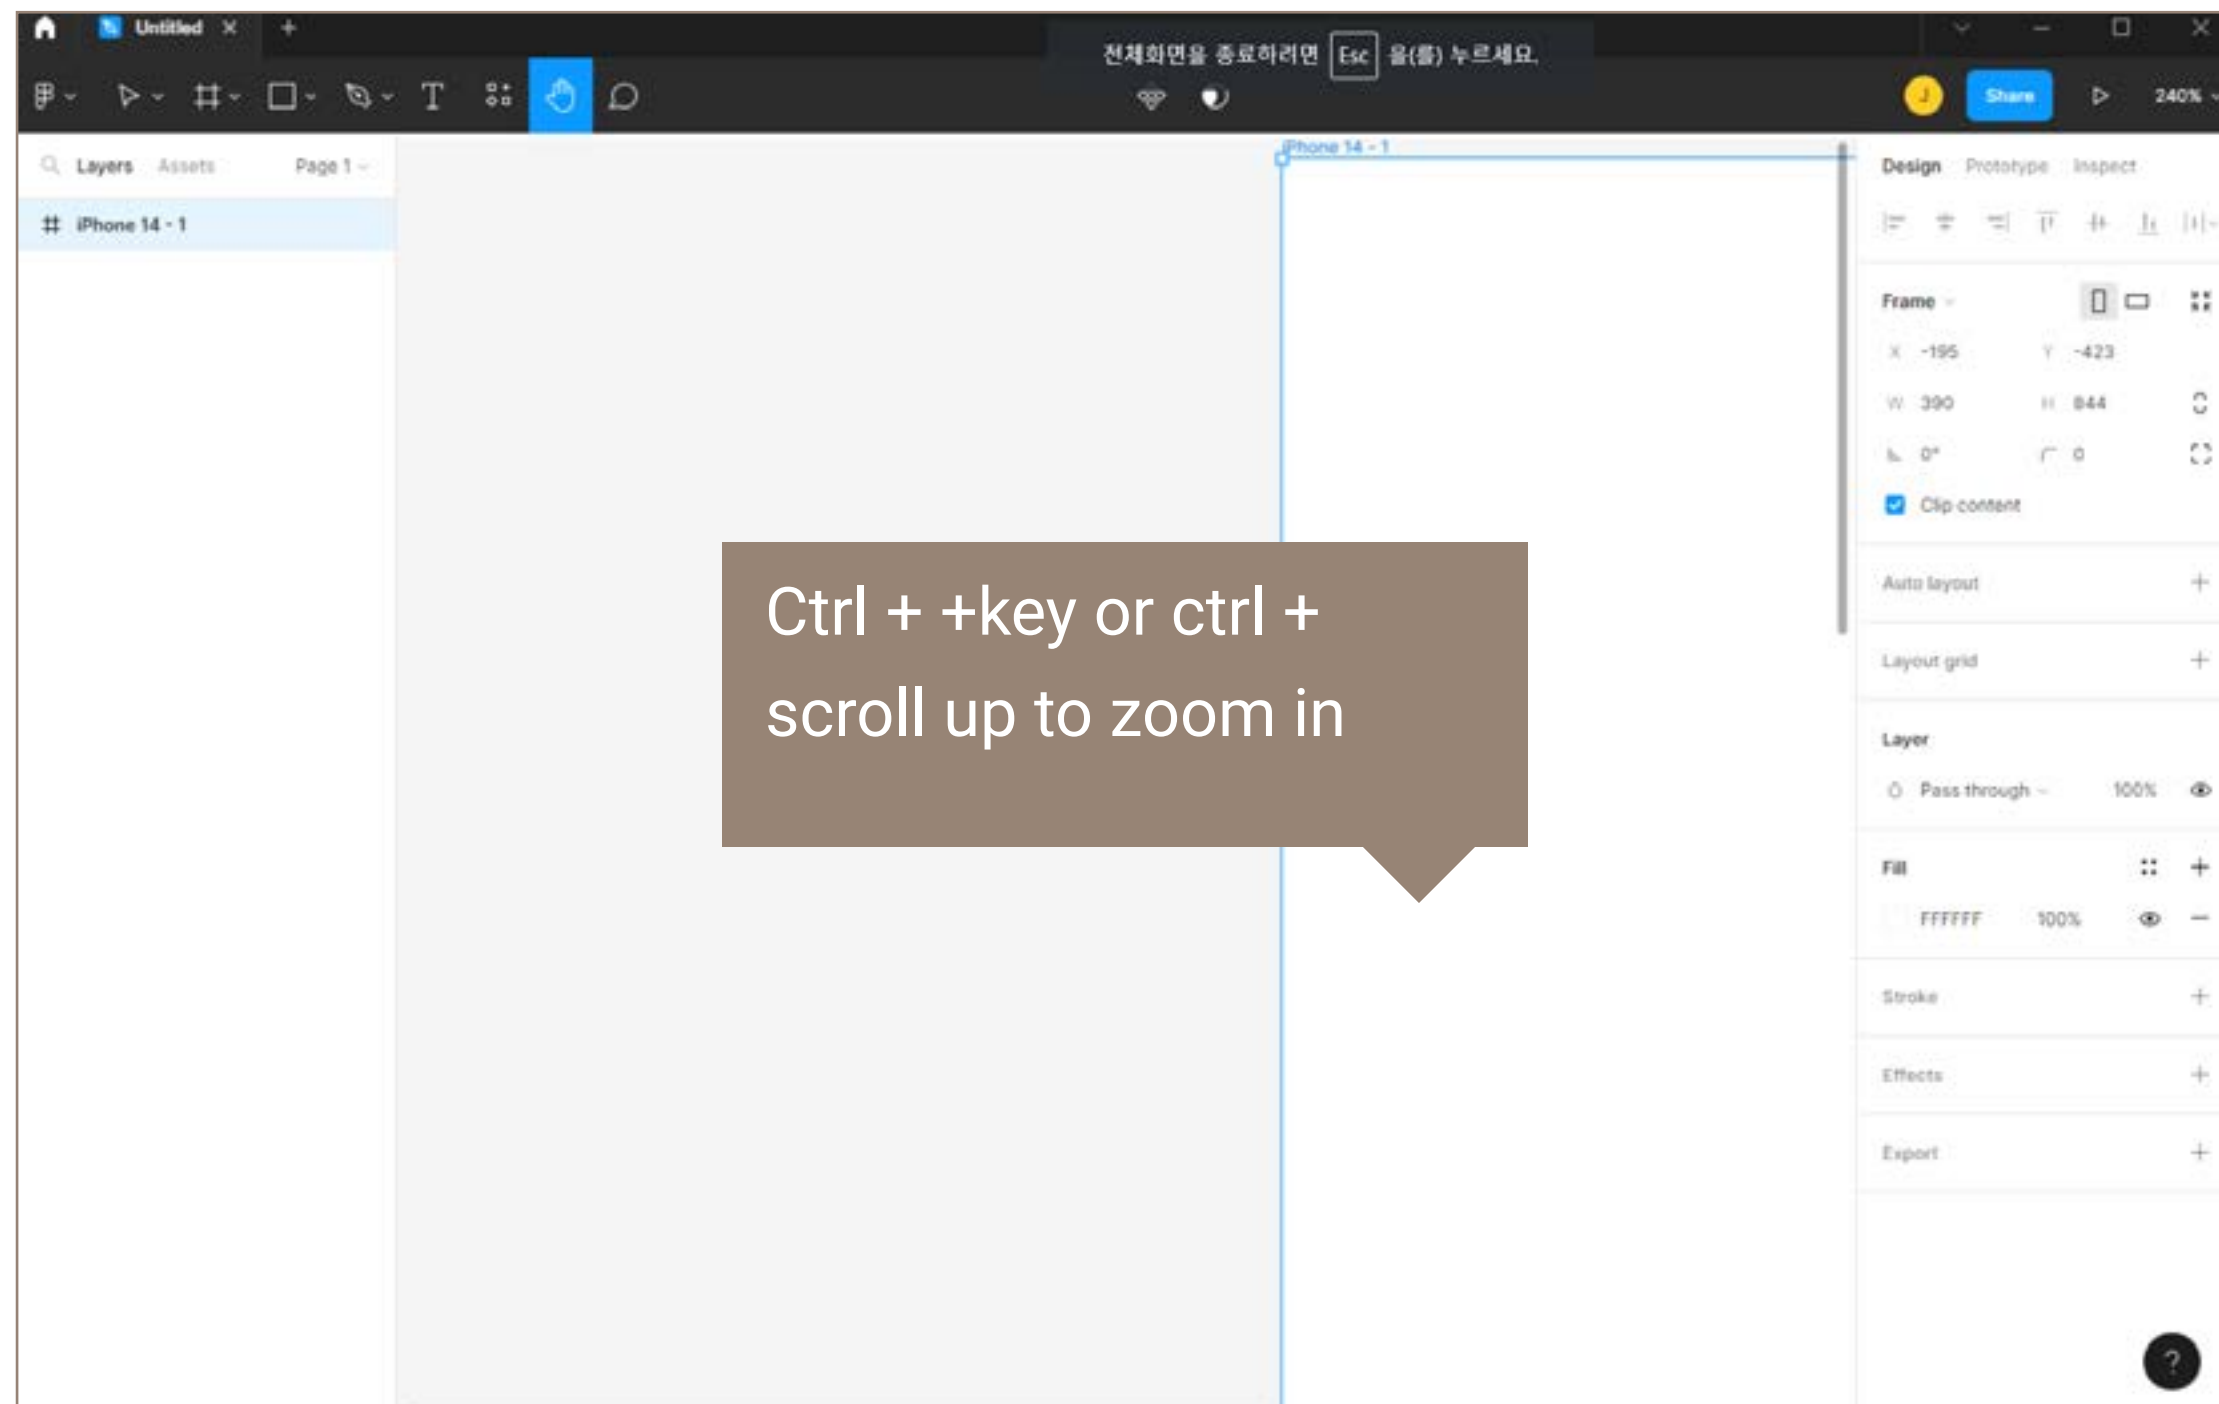 Untitled
전체화면을 종료하려면 Esc 을(를) 누르세요.
T
J
Share
240%
Layers Assets Page 1
iPhone 14 - 1
iPhone 14 - 1
Design Prototype Inspect
Frame
X -195 Y -423
W 390 H 844
0° 0
Clip content
Auto layout
Layout grid
Layer
Pass through 100%
Fill
FFFFFF 100%
Stroke
Effects
Export
Ctrl + +key or ctrl +
scroll up to zoom in
?